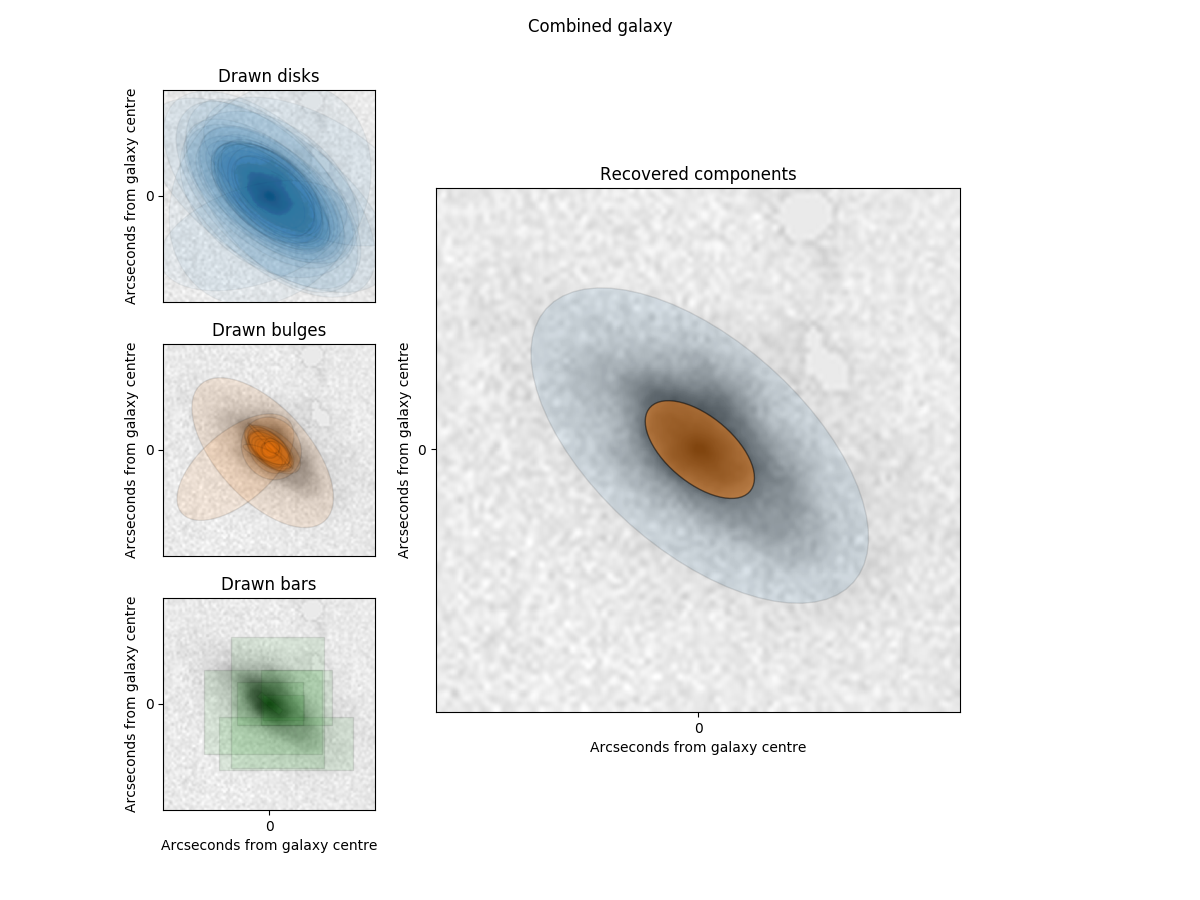 Combined galaxy
Drawn disks
Arcseconds from galaxy centre
0
Drawn bulges
Arcseconds from galaxy centre
0
Drawn bars
Arcseconds from galaxy centre
0
0
Arcseconds from galaxy centre
Recovered components
Arcseconds from galaxy centre
0
0
Arcseconds from galaxy centre